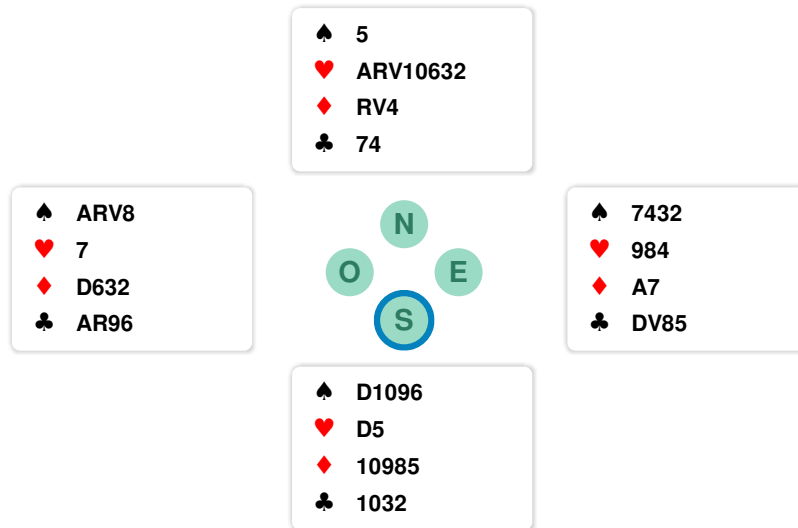 ♠ 5
♥ ARV10632
♦ RV4
♣ 74
♠ ARV8
♥ 7
♦ D632
♣ AR96
N
O E
S
♠ 7432
♥ 984
♦ A7
♣ DV85
♠ D1096
♥ D5
♦ 10985
♣ 1032